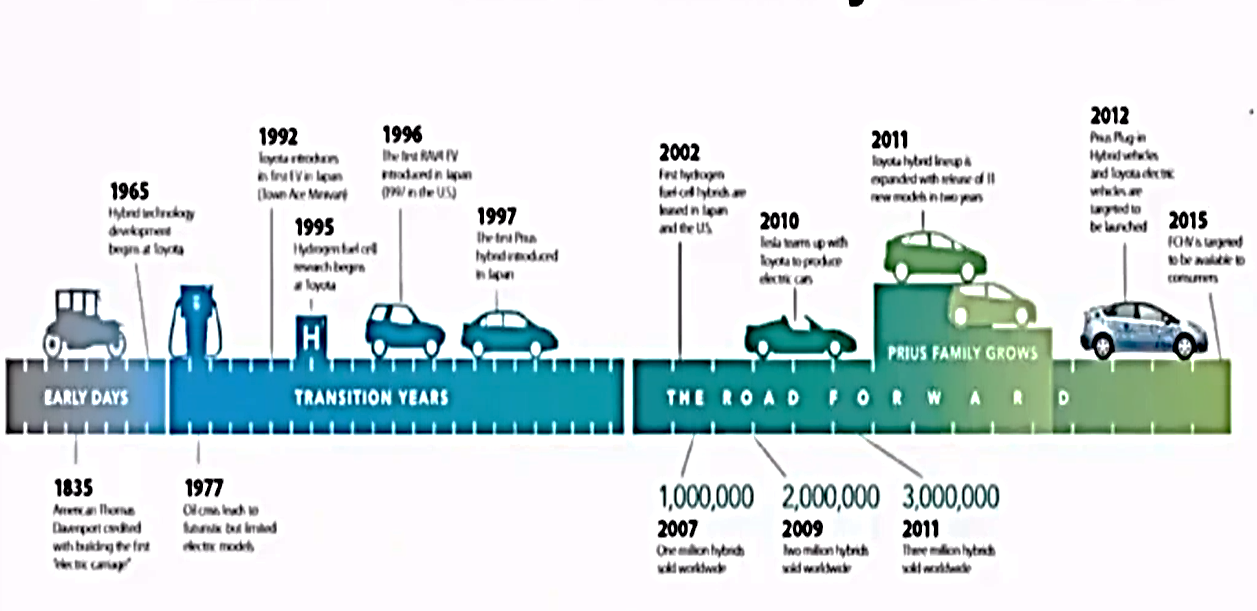 1965
Hybrid technology
development
begins at Toyota
1992
Toyota introduces
its first EV in Japan
(Town Ace Minivan)
1995
Hydrogen fuel cell
research begins
at Toyota
1996
The first RAV4 EV
introduced in Japan
(1997 in the U.S.)
1997
The first Prius
hybrid introduced
in Japan
2002
First hydrogen
fuel-cell hybrids are
leased in Japan
and the U.S.
2010
Tesla teams up with
Toyota to produce
electric cars
2011
Toyota hybrid lineup is
expanded with release of 11
new models in two years
2012
Prius Plug-in
Hybrid vehicles
and Toyota electric
vehicles are
targeted to
be launched
2015
FCHV is targeted
to be available to
consumers
H
PRIUS FAMILY GROWS
EARLY DAYS
TRANSITION YEARS
THE ROAD FORWARD
1835
American Thomas
Davenport credited
with building the first
"electric carriage"
1977
Oil crisis leads to
futuristic but limited
electric models
1,000,000
2007
One million hybrids
sold worldwide
2,000,000
2009
Two million hybrids
sold worldwide
3,000,000
2011
Three million hybrids
sold worldwide